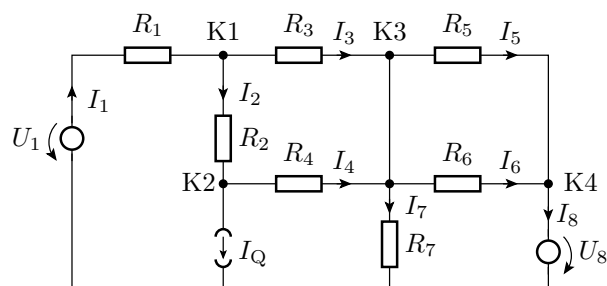 R1 K1 R3 I3 K3 R5 I5
I1 I2
U1 R2 R4 I4 R6 I6
K2 K4
I7 I8
IQ R7 U8